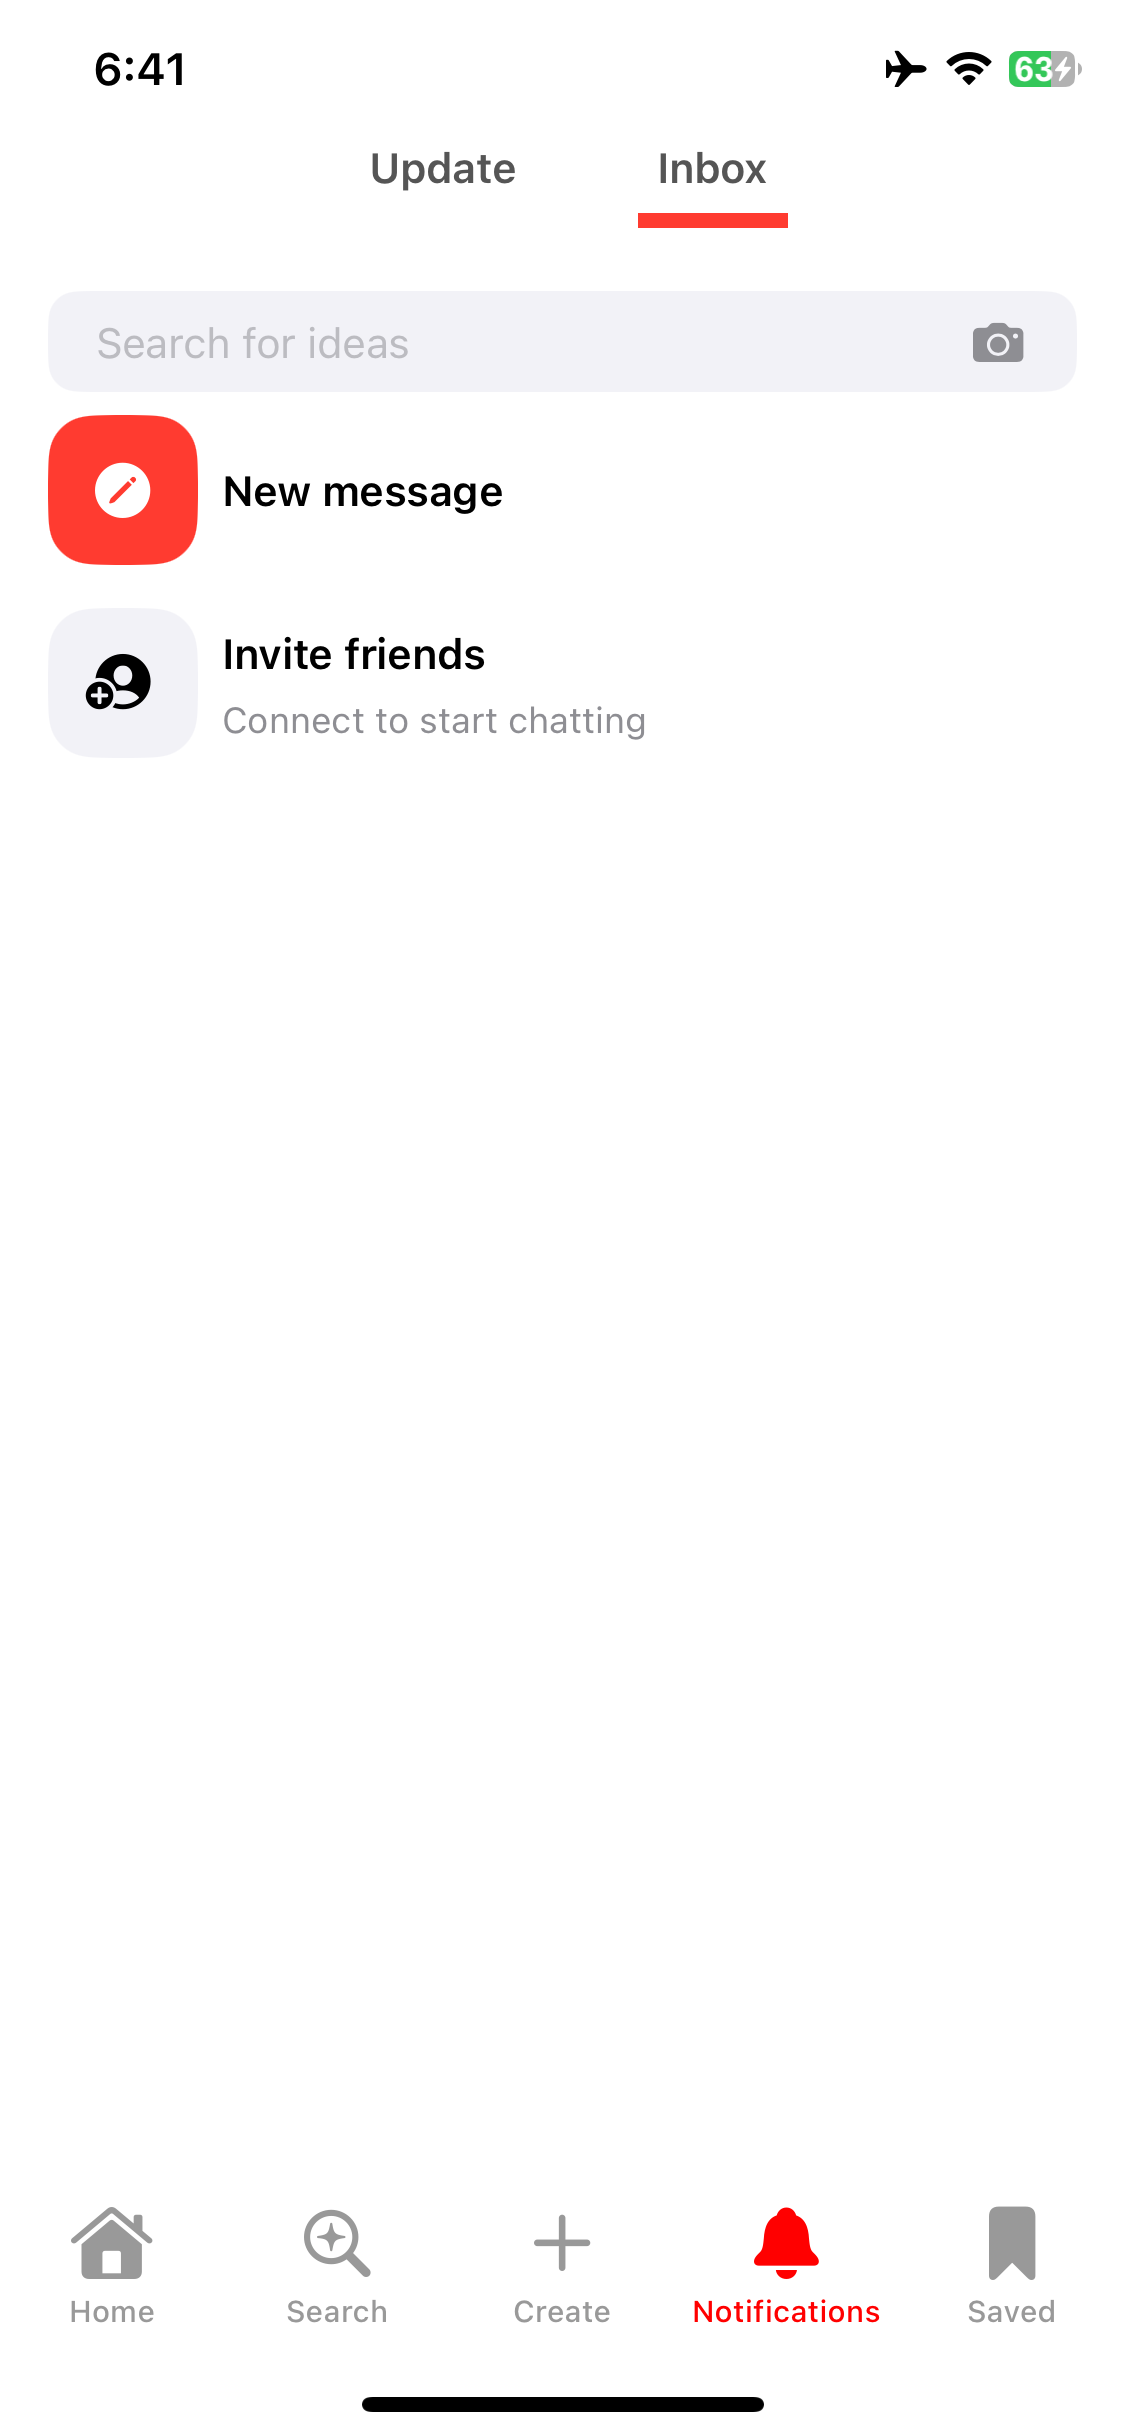 6:41
63
Update
Inbox
Search for ideas
New message
Invite friends
Connect to start chatting
Home
Search
Create
Notifications
Saved